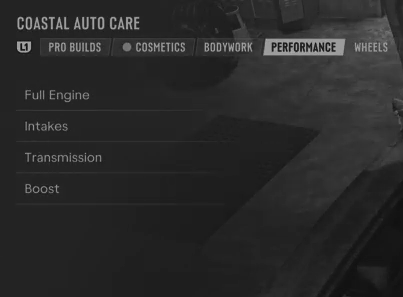 COASTAL AUTO CARE
L1 PRO BUILDS COSMETICS BODYWORK PERFORMANCE WHEELS
Full Engine
Intakes
Transmission
Boost